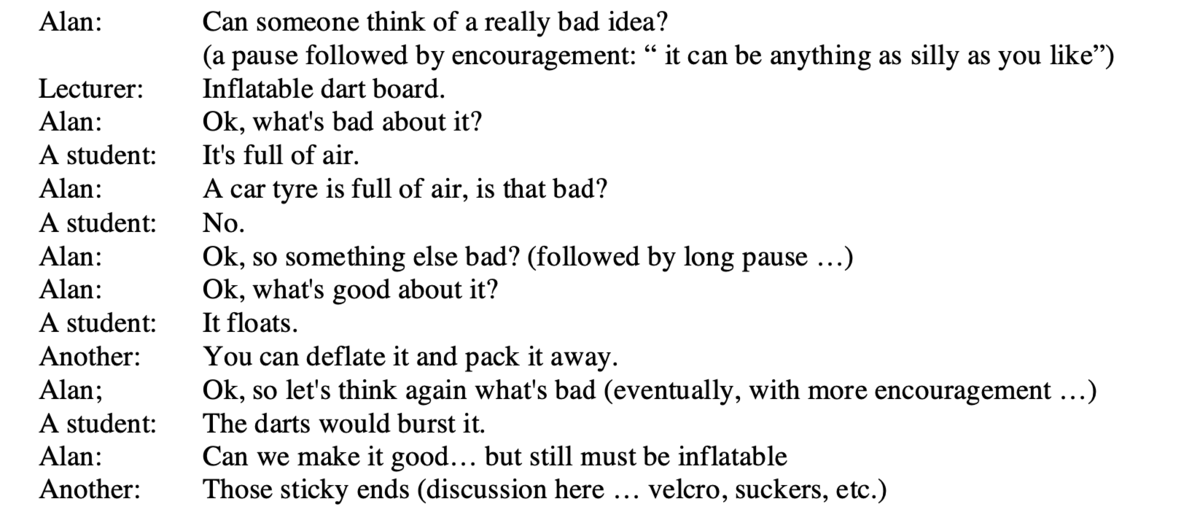 Alan: Can someone think of a really bad idea?
(a pause followed by encouragement: “ it can be anything as silly as you like”)
Lecturer: Inflatable dart board.
Alan: Ok, what's bad about it?
A student: It's full of air.
Alan: A car tyre is full of air, is that bad?
A student: No.
Alan: Ok, so something else bad? (followed by long pause …)
Alan: Ok, what's good about it?
A student: It floats.
Another: You can deflate it and pack it away.
Alan; Ok, so let's think again what's bad (eventually, with more encouragement …)
A student: The darts would burst it.
Alan: Can we make it good… but still must be inflatable
Another: Those sticky ends (discussion here … velcro, suckers, etc.)